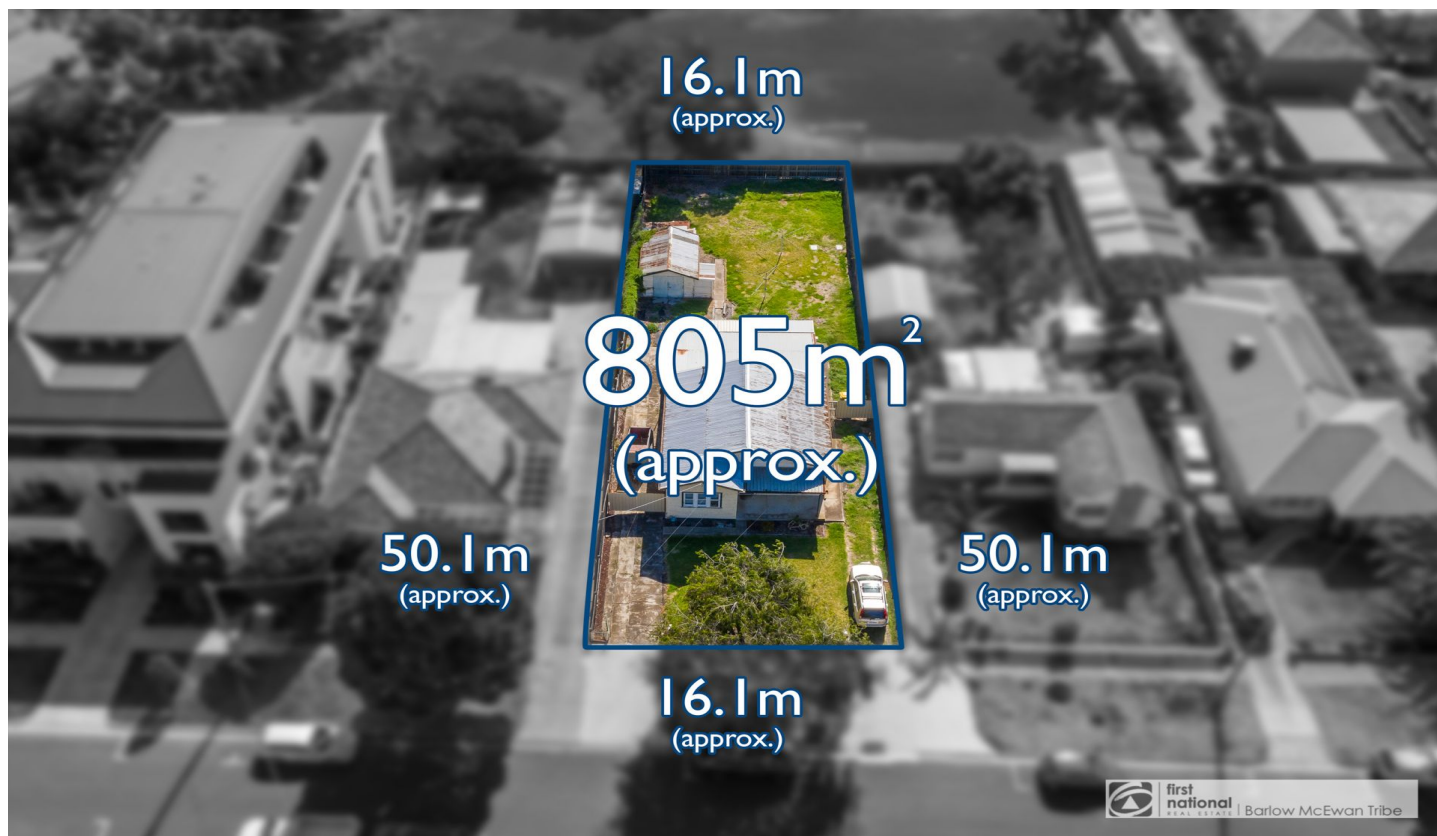 16.1m
(approx.)
805m²
(approx.)
50.1m
(approx.)
50.1m
(approx.)
16.1m
(approx.)
first
national
REAL ESTATE
Barlow McEwan Tribe